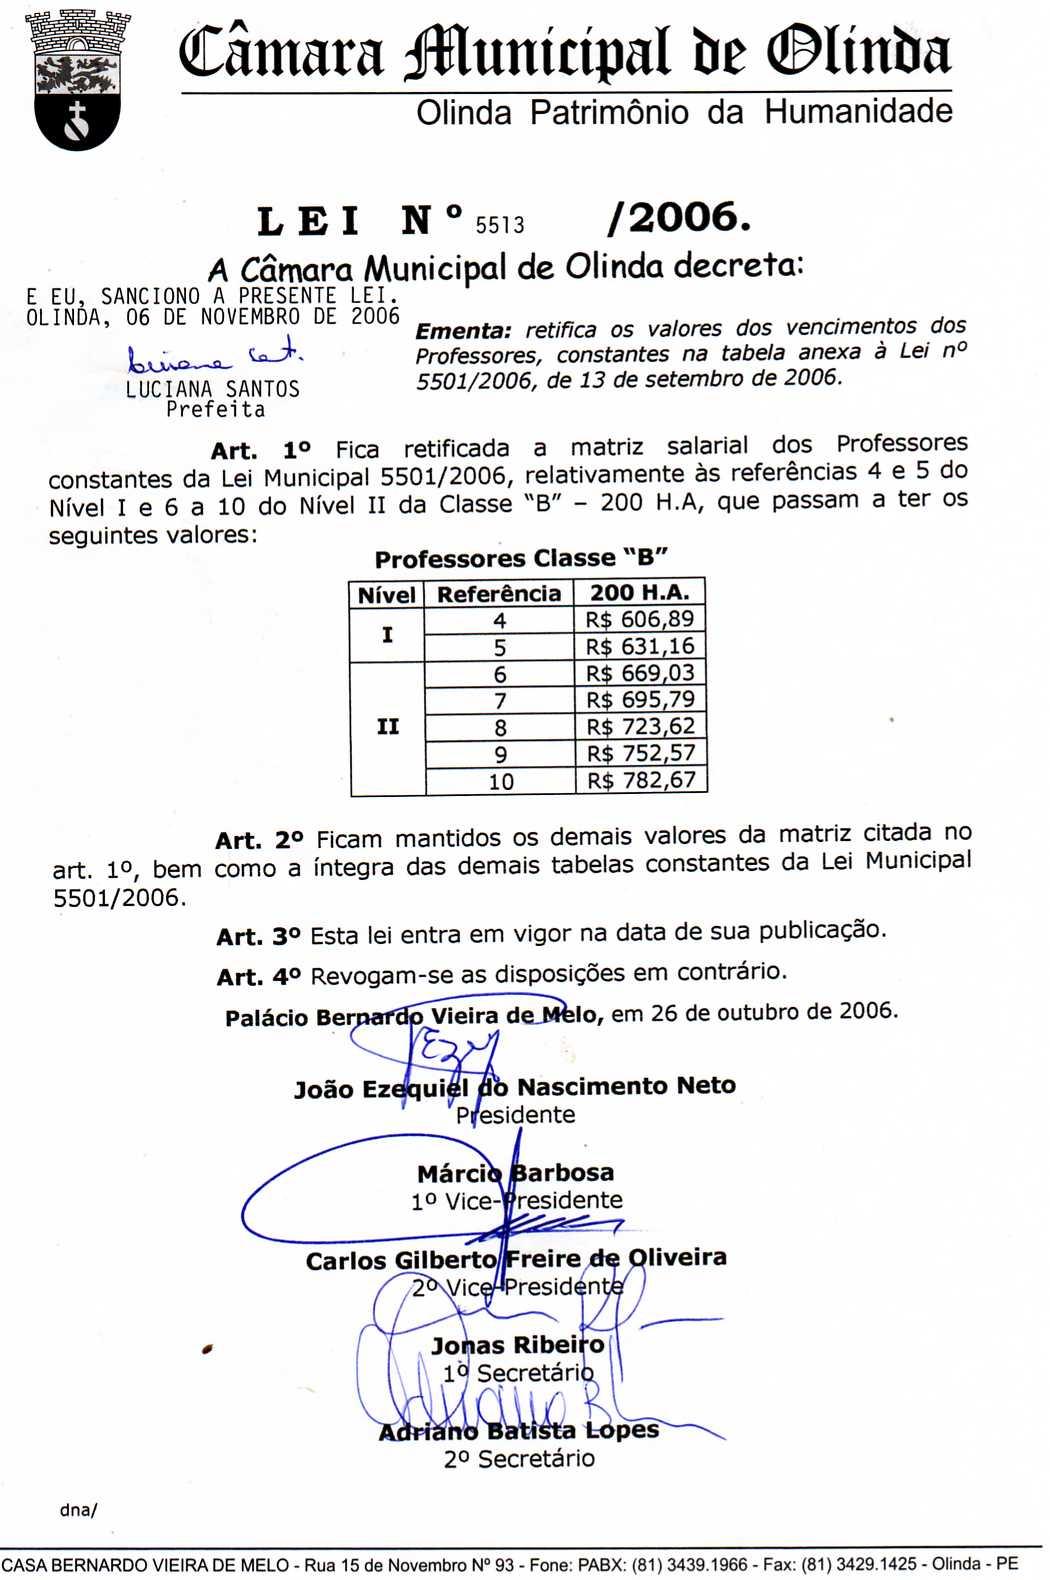 Câmara Municipal de Olinda
Olinda Patrimônio da Humanidade
LEI Nº 5513 /2006.
A Câmara Municipal de Olinda decreta:
E EU, SANCIONO A PRESENTE LEI.
OLINDA, 06 DE NOVEMBRO DE 2006
LUCIANA SANTOS
Prefeita
Ementa: retifica os valores dos vencimentos dos
Professores, constantes na tabela anexa à Lei nº
5501/2006, de 13 de setembro de 2006.
Art. 1º Fica retificada a matriz salarial dos Professores
constantes da Lei Municipal 5501/2006, relativamente às referências 4 e 5 do
Nível I e 6 a 10 do Nível II da Classe “B” – 200 H.A, que passam a ter os
seguintes valores:
Professores Classe “B”
Nível Referência 200 H.A.
I 4 R$ 606,89
5 R$ 631,16
II 6 R$ 669,03
7 R$ 695,79
8 R$ 723,62
9 R$ 752,57
10 R$ 782,67
Art. 2º Ficam mantidos os demais valores da matriz citada no
art. 1º, bem como a íntegra das demais tabelas constantes da Lei Municipal
5501/2006.
Art. 3º Esta lei entra em vigor na data de sua publicação.
Art. 4º Revogam-se as disposições em contrário.
Palácio Bernardo Vieira de Melo, em 26 de outubro de 2006.
João Ezequiel do Nascimento Neto
Presidente
Márcio Barbosa
1º Vice-Presidente
Carlos Gilberto Freire de Oliveira
2º Vice-Presidente
Jonas Ribeiro
1º Secretário
Adriano Batista Lopes
2º Secretário
dna/
CASA BERNARDO VIEIRA DE MELO - Rua 15 de Novembro Nº 93 - Fone: PABX: (81) 3439.1966 - Fax: (81) 3429.1425 - Olinda - PE